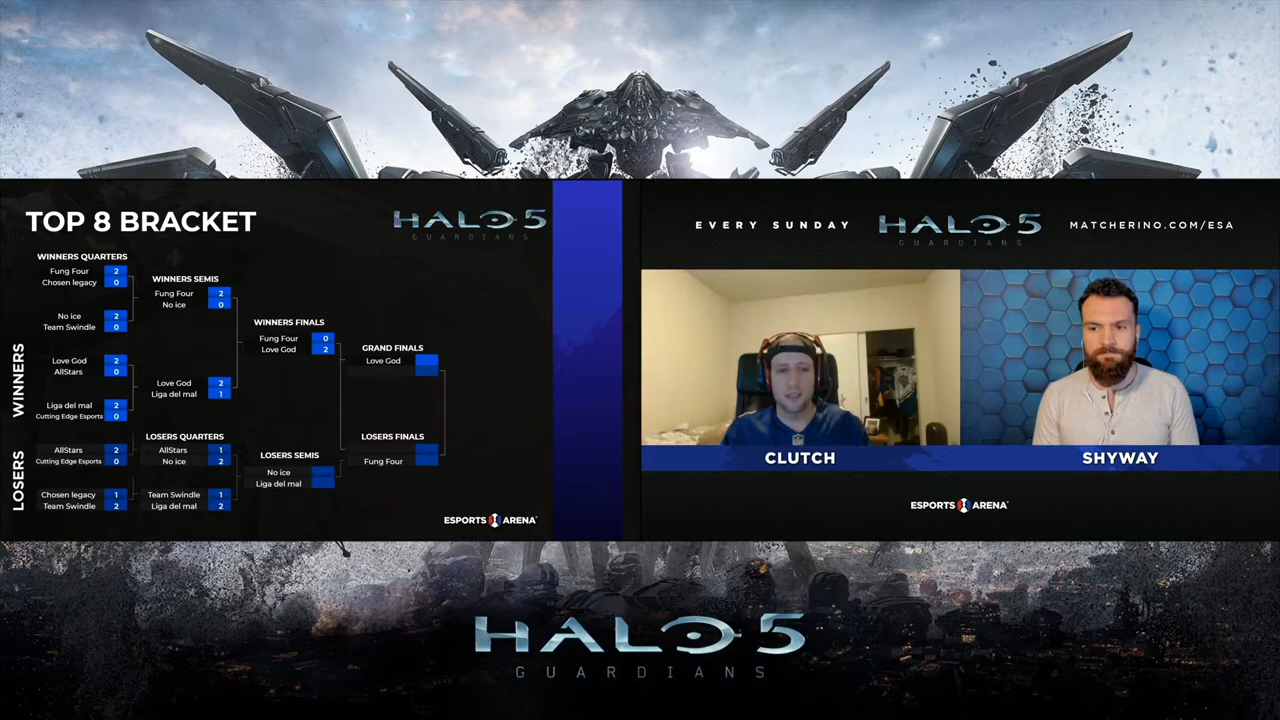 TOP 8 BRACKET
HALO 5
GUARDIANS
WINNERS QUARTERS
Fung Four 2
Chosen legacy 0
No ice 2
Team Swindle 0
Love God 2
AllStars 0
Liga del mal 2
Cutting Edge Esports 0
WINNERS SEMIS
Fung Four 2
No ice 0
Love God 2
Liga del mal 1
WINNERS FINALS
Fung Four 0
Love God 2
GRAND FINALS
Love God
WINNERS
LOSERS
AllStars 2
Cutting Edge Esports 0
Chosen legacy 1
Team Swindle 2
LOSERS QUARTERS
AllStars 1
No ice 2
Team Swindle 1
Liga del mal 2
LOSERS SEMIS
No ice
Liga del mal
LOSERS FINALS
Fung Four
ESPORTS ARENA
EVERY SUNDAY
HALO 5
GUARDIANS
MATCHERINO.COM/ESA
CLUTCH
SHYWAY
ESPORTS ARENA
HALO 5
GUARDIANS